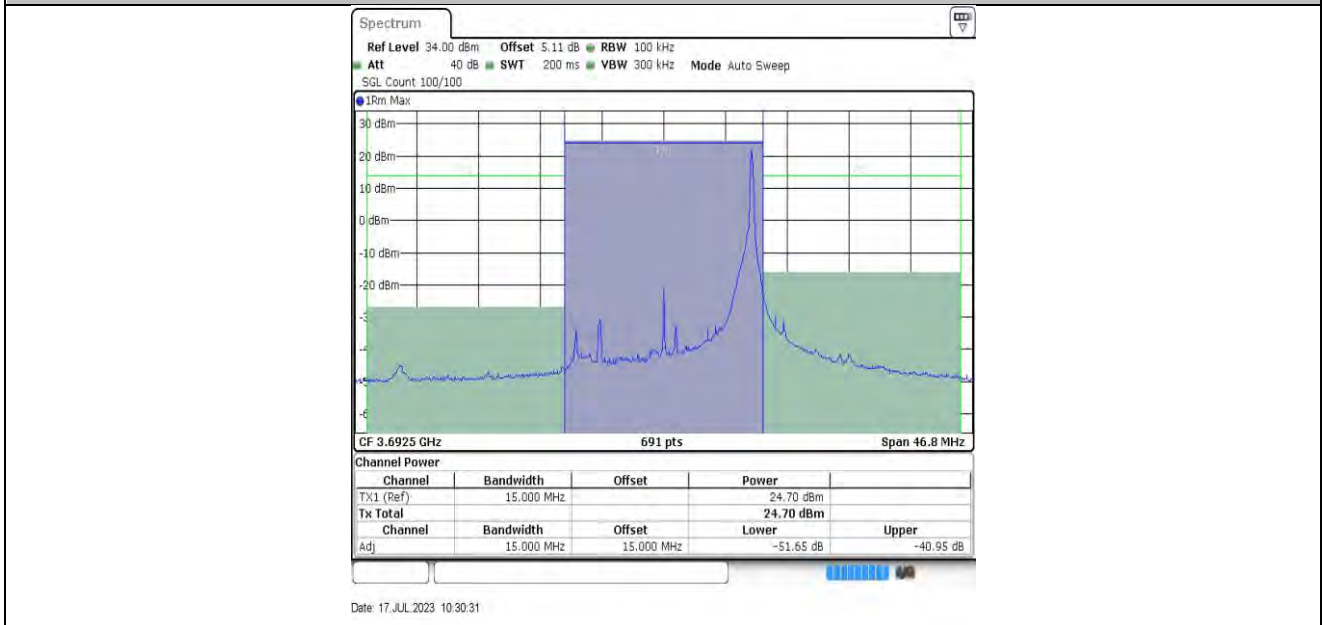 Spectrum
Ref Level 34.00 dBm Offset 5.11 dB RBW 100 kHz
Att 40 dB SWT 200 ms VBW 300 kHz Mode Auto Sweep
SGL Count 100/100
1Rm Max
30 dBm
20 dBm
10 dBm
0 dBm
-10 dBm
-20 dBm
CF 3.6925 GHz 691 pts Span 46.8 MHz
Channel Power
Channel Bandwidth Offset Power
TX1 (Ref) 15.000 MHz 24.70 dBm
Tx Total 24.70 dBm
Channel Bandwidth Offset Lower Upper
Adj 15.000 MHz 15.000 MHz -51.65 dB -40.95 dB
Date: 17.JUL.2023 10:30:31